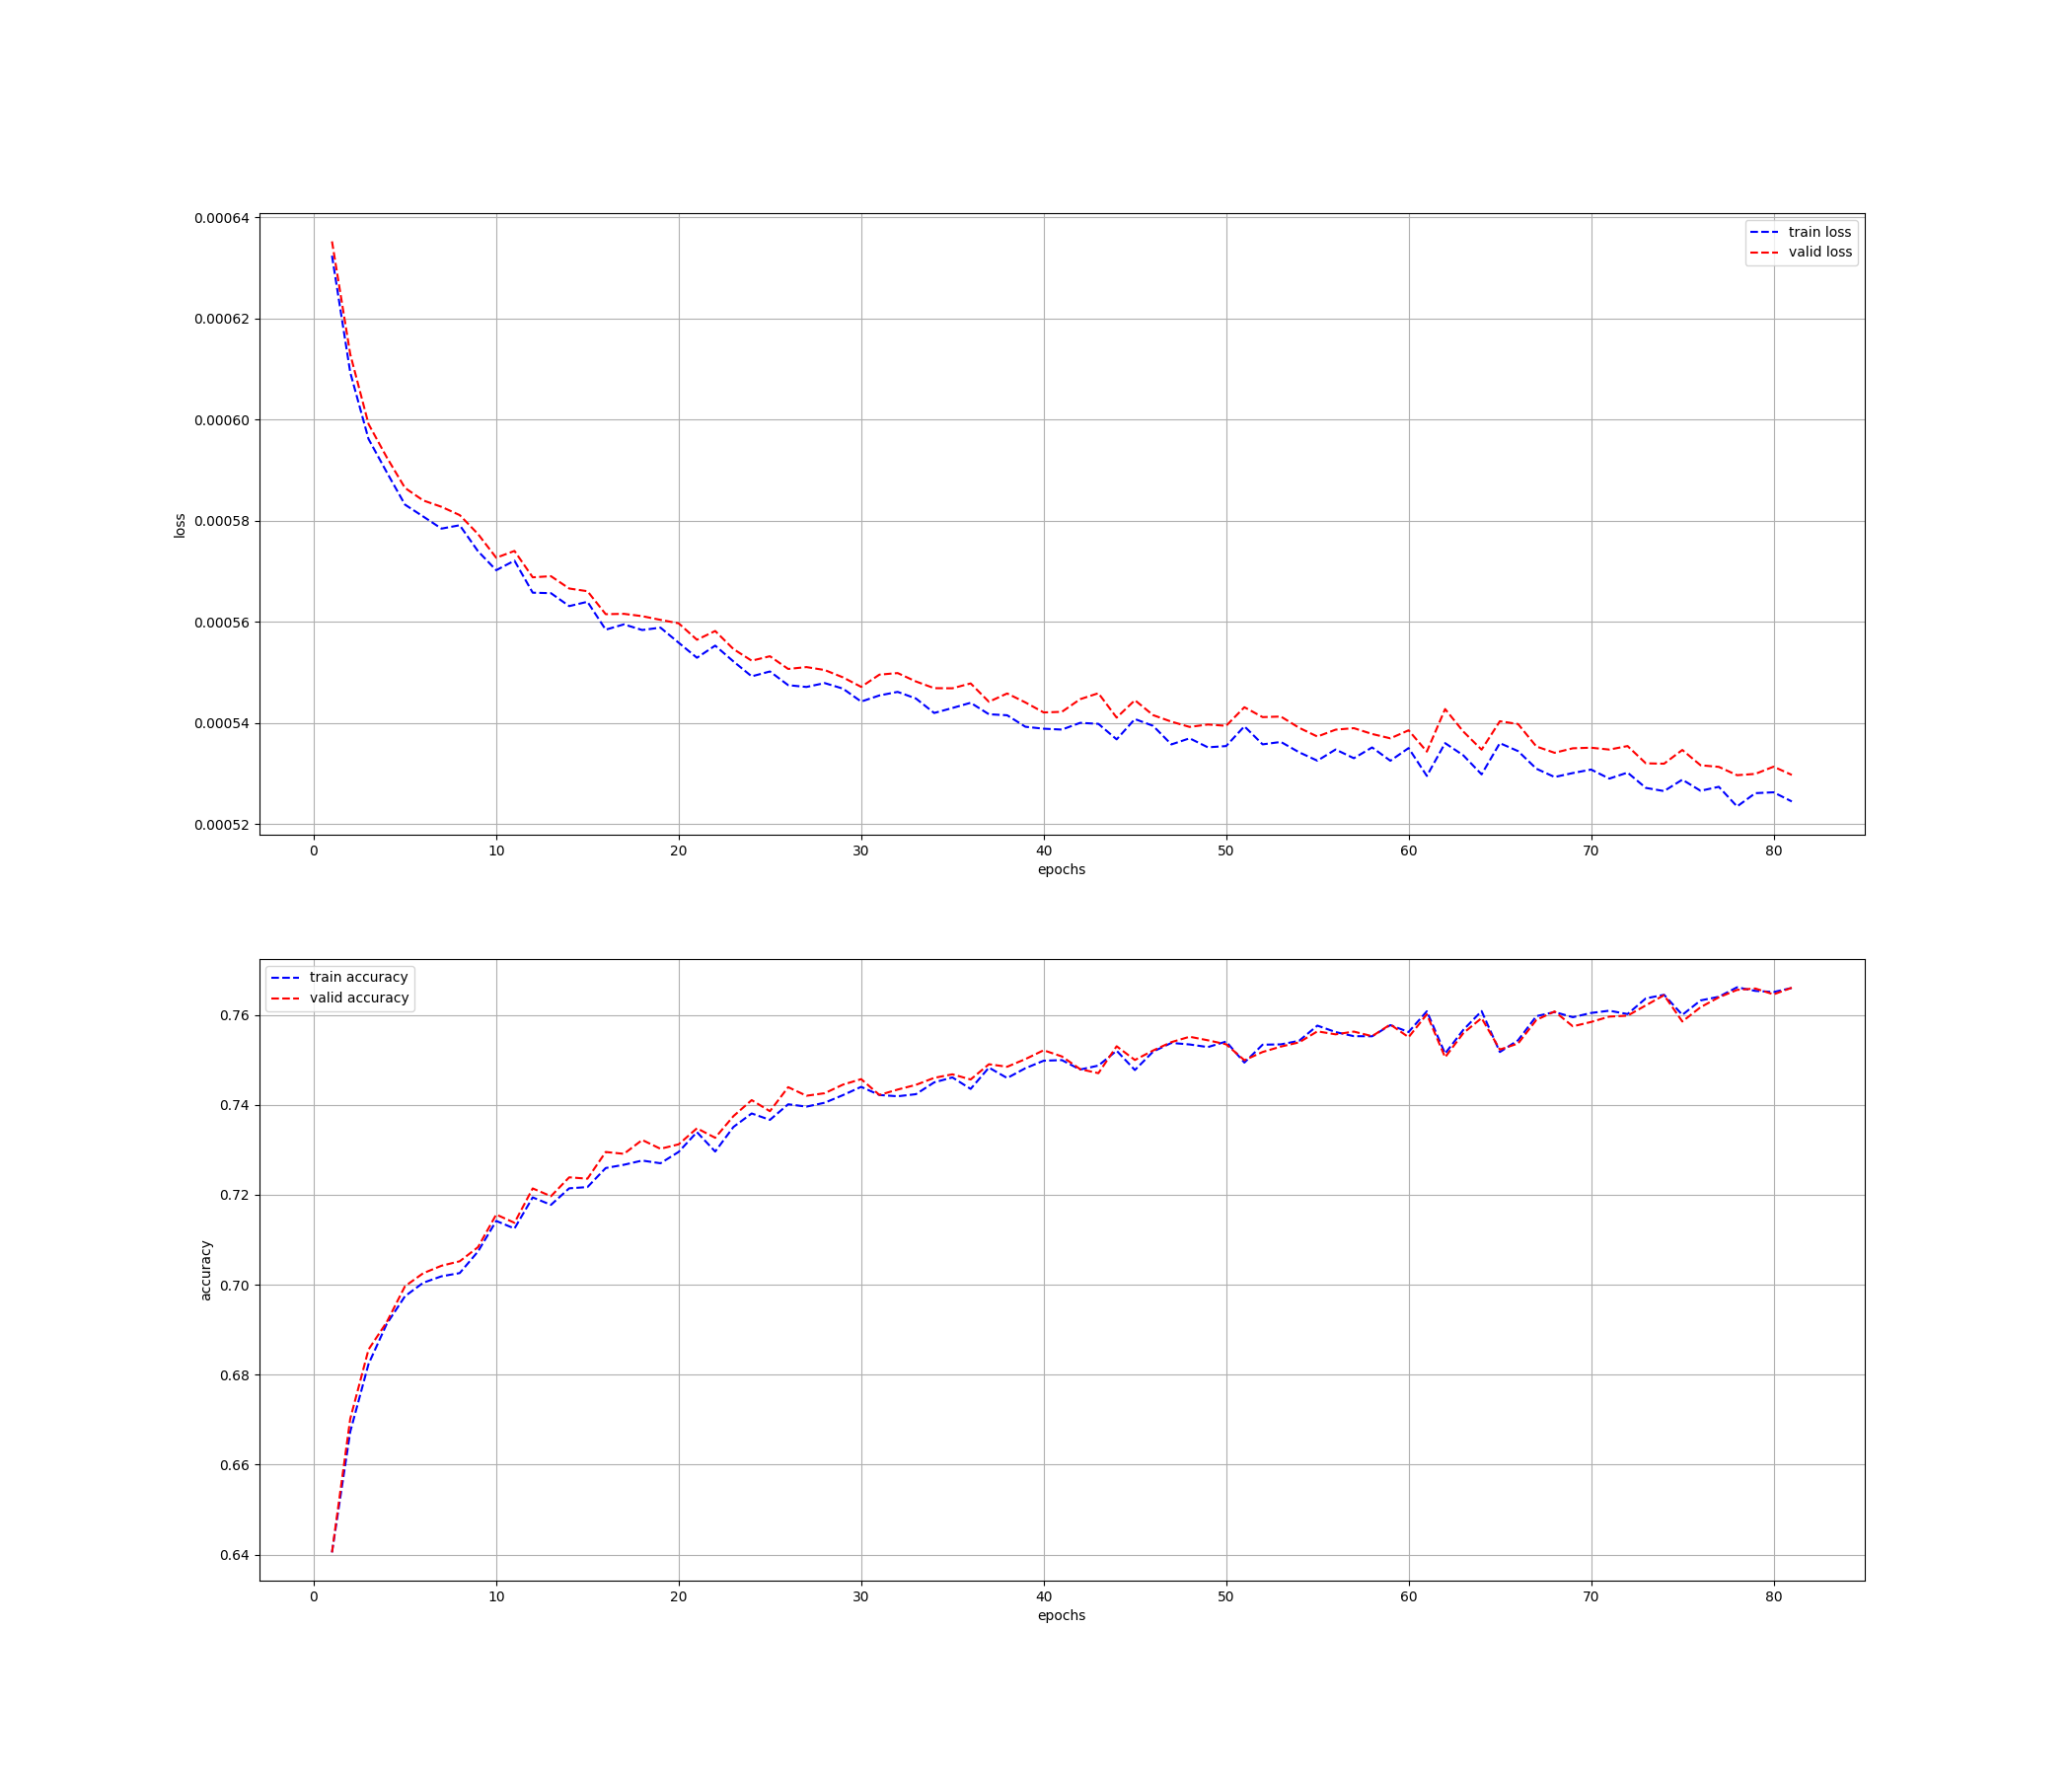 0.00064
0.00062
0.00060
0.00058
0.00056
0.00054
0.00052
loss
train loss
valid loss
0 10 20 30 40 50 60 70 80
epochs
train accuracy
valid accuracy
0.76
0.74
0.72
0.70
0.68
0.66
0.64
accuracy
0 10 20 30 40 50 60 70 80
epochs